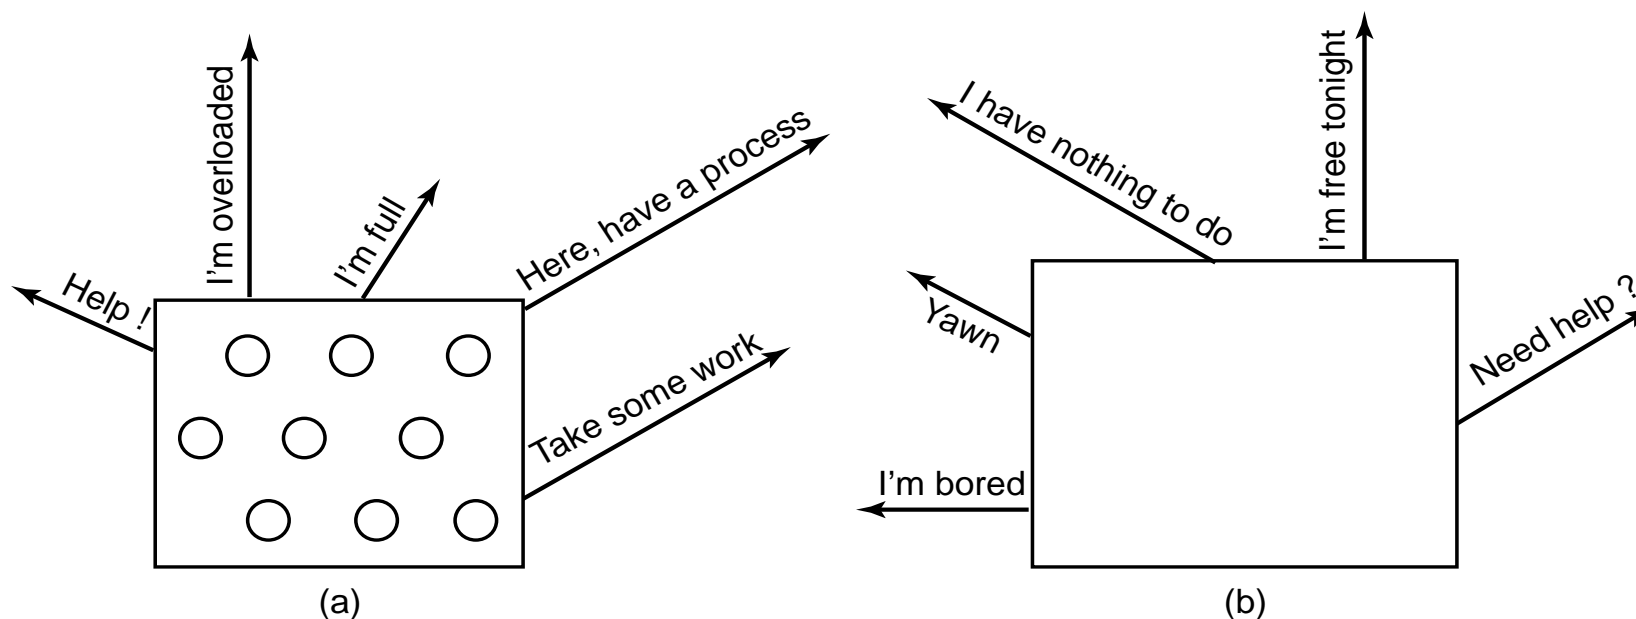 Help !
I'm overloaded
I'm full
Here, have a process
Take some work
(a)
I have nothing to do
I'm free tonight
Yawn
Need help ?
I'm bored
(b)